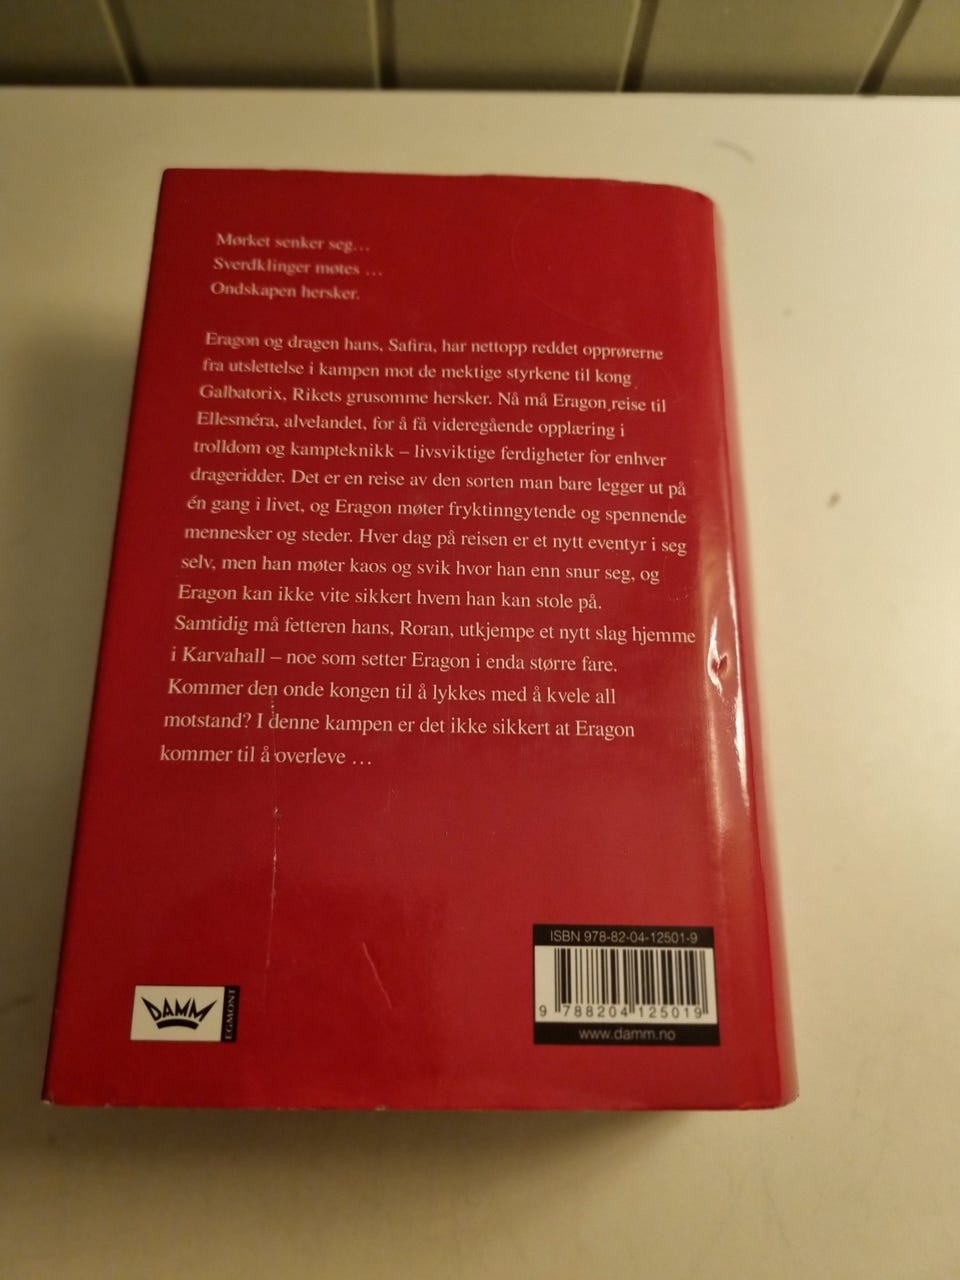 Mørket senker seg…
Sverdklinger møtes …
Ondskapen hersker.
Eragon og dragen hans, Safira, har nettopp reddet opprørerne
fra utslettelse i kampen mot de mektige styrkene til kong
Galbatorix, Rikets grusomme hersker. Nå må Eragon reise til
Ellesméra, alvelandet, for å få videregående opplæring i
trolldom og kampteknikk – livsviktige ferdigheter for enhver
drageridder. Det er en reise av den sorten man bare legger ut på
én gang i livet, og Eragon møter fryktinngytende og spennende
mennesker og steder. Hver dag på reisen er et nytt eventyr i seg
selv, men han møter kaos og svik hvor han enn snur seg, og
Eragon kan ikke vite sikkert hvem han kan stole på.
Samtidig må fetteren hans, Roran, utkjempe et nytt slag hjemme
i Karvahall – noe som setter Eragon i enda større fare.
Kommer den onde kongen til å lykkes med å kvele all
motstand? I denne kampen er det ikke sikkert at Eragon
kommer til å overleve …
ISBN 978-82-04-12501-9
9 788204 125019
www.damm.no
DAMM
EGMONT